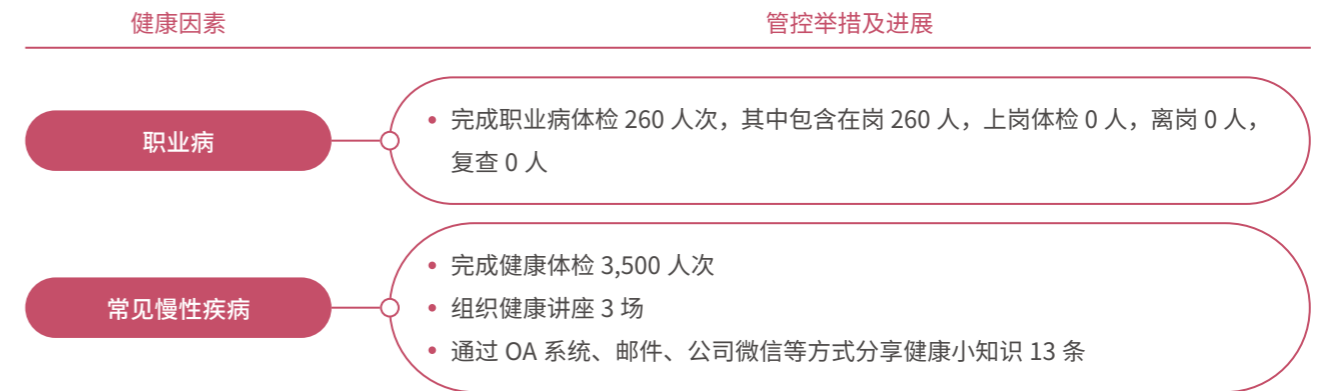 健康因素
管控举措及进展
职业病
• 完成职业病体检 260 人次，其中包含在岗 260 人，上岗体检 0 人，离岗 0 人，
复查 0 人
常见慢性疾病
• 完成健康体检 3,500 人次
• 组织健康讲座 3 场
• 通过 OA 系统、邮件、公司微信等方式分享健康小知识 13 条